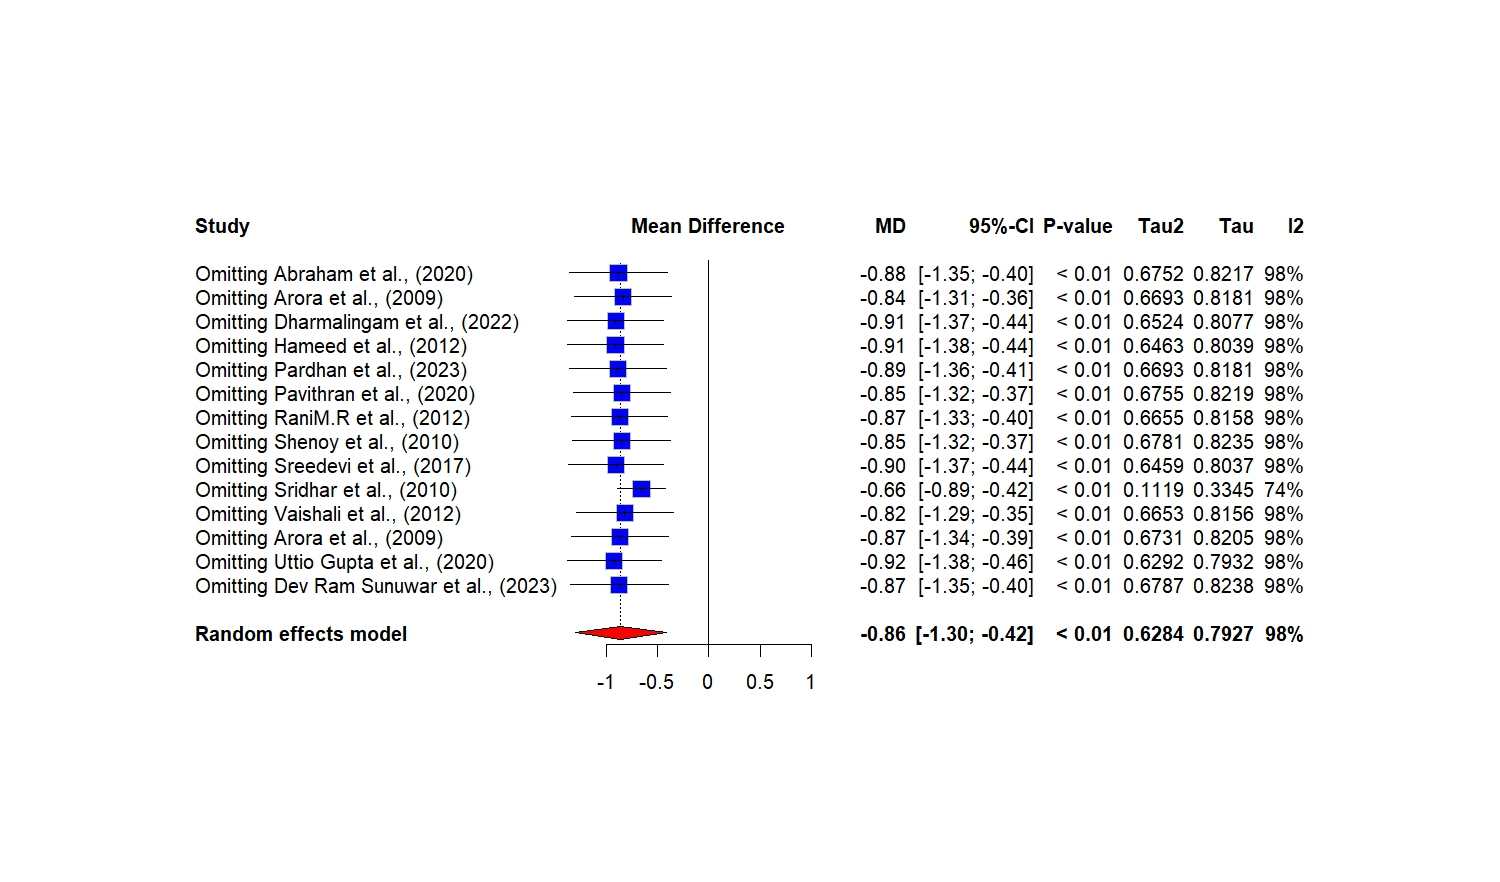 Study Mean Difference MD 95%-CI P-value Tau2 Tau I2
Omitting Abraham et al., (2020) -0.88 [-1.35; -0.40] < 0.01 0.6752 0.8217 98%
Omitting Arora et al., (2009) -0.84 [-1.31; -0.36] < 0.01 0.6693 0.8181 98%
Omitting Dharmalingam et al., (2022) -0.91 [-1.37; -0.44] < 0.01 0.6524 0.8077 98%
Omitting Hameed et al., (2012) -0.91 [-1.38; -0.44] < 0.01 0.6463 0.8039 98%
Omitting Pardhan et al., (2023) -0.89 [-1.36; -0.41] < 0.01 0.6693 0.8181 98%
Omitting Pavithran et al., (2020) -0.85 [-1.32; -0.37] < 0.01 0.6755 0.8219 98%
Omitting RaniM.R et al., (2012) -0.87 [-1.33; -0.40] < 0.01 0.6655 0.8158 98%
Omitting Shenoy et al., (2010) -0.85 [-1.32; -0.37] < 0.01 0.6781 0.8235 98%
Omitting Sreedevi et al., (2017) -0.90 [-1.37; -0.44] < 0.01 0.6459 0.8037 98%
Omitting Sridhar et al., (2010) -0.66 [-0.89; -0.42] < 0.01 0.1119 0.3345 74%
Omitting Vaishali et al., (2012) -0.82 [-1.29; -0.35] < 0.01 0.6653 0.8156 98%
Omitting Arora et al., (2009) -0.87 [-1.34; -0.39] < 0.01 0.6731 0.8205 98%
Omitting Uttio Gupta et al., (2020) -0.92 [-1.38; -0.46] < 0.01 0.6292 0.7932 98%
Omitting Dev Ram Sunuwar et al., (2023) -0.87 [-1.35; -0.40] < 0.01 0.6787 0.8238 98%
Random effects model -0.86 [-1.30; -0.42] < 0.01 0.6284 0.7927 98%
-1 -0.5 0 0.5 1